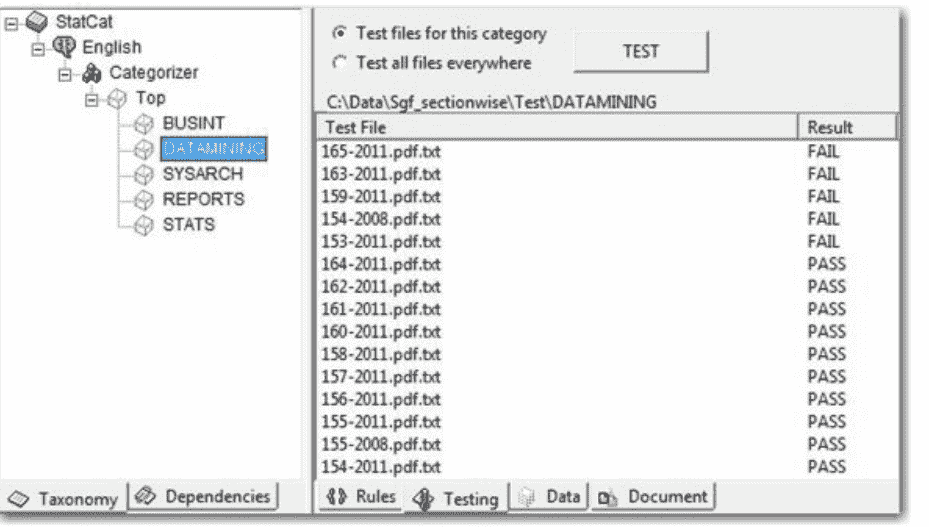 StatCat
English
Categorizer
Top
BUSINT
DATAMINING
SYSARCH
REPORTS
STATS
Taxonomy
Dependencies
Test files for this category
Test all files everywhere
TEST
C:\Data\Sgf_sectionwise\Test\DATAMINING
Test File Result
165-2011.pdf.txt FAIL
163-2011.pdf.txt FAIL
159-2011.pdf.txt FAIL
154-2008.pdf.txt FAIL
153-2011.pdf.txt FAIL
164-2011.pdf.txt PASS
162-2011.pdf.txt PASS
161-2011.pdf.txt PASS
160-2011.pdf.txt PASS
158-2011.pdf.txt PASS
157-2011.pdf.txt PASS
156-2011.pdf.txt PASS
155-2011.pdf.txt PASS
155-2008.pdf.txt PASS
154-2011.pdf.txt PASS
Rules
Testing
Data
Document